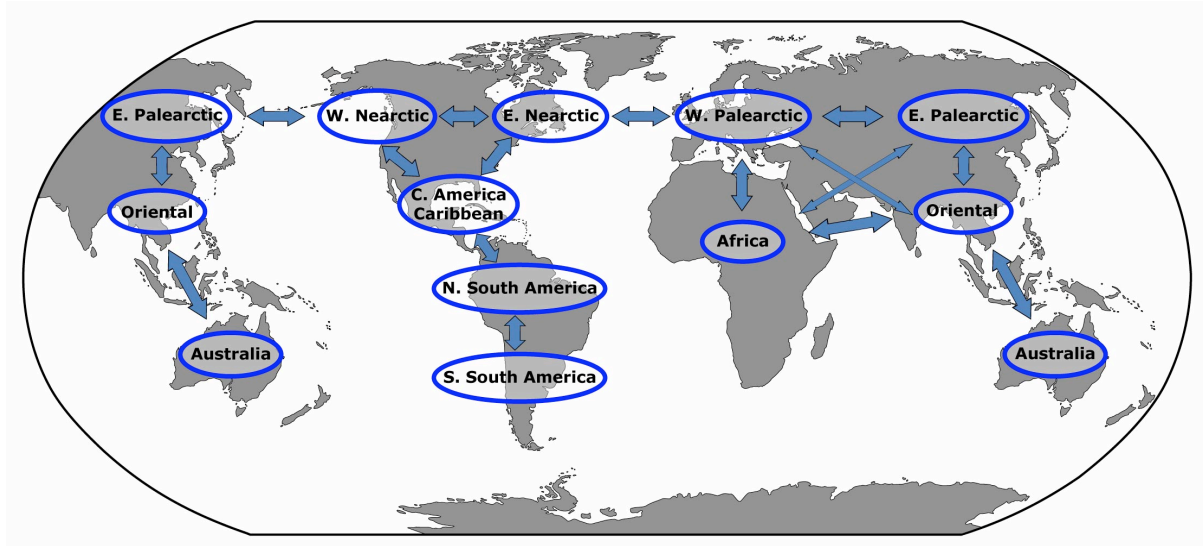 E. Palearctic
W. Nearctic
E. Nearctic
W. Palearctic
E. Palearctic
C. America
Caribbean
Oriental
Oriental
Africa
N. South America
Australia
Australia
S. South America